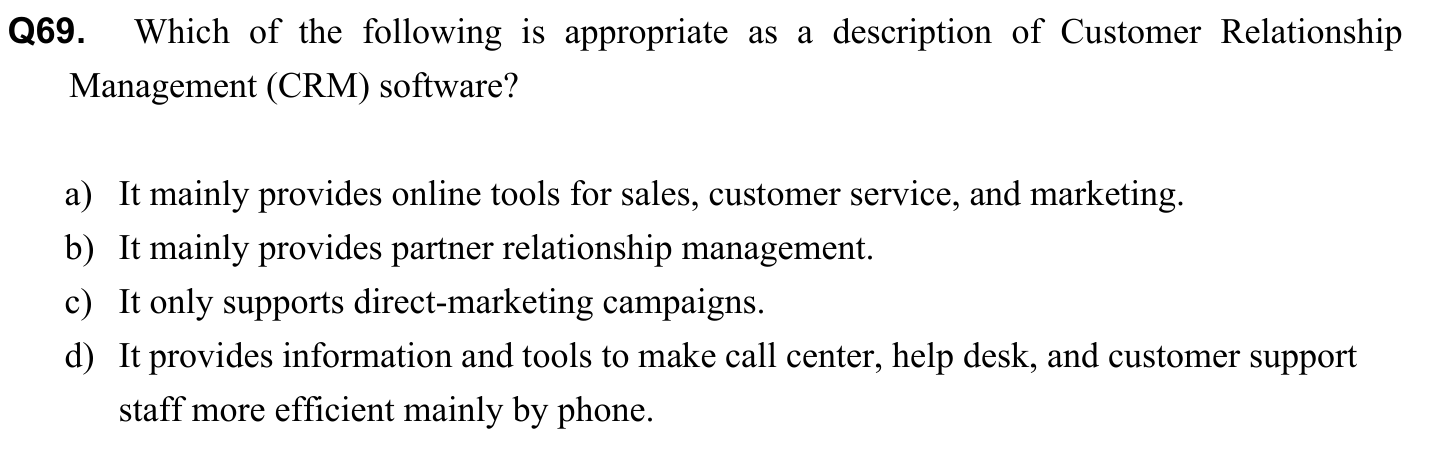 Q69. Which of the following is appropriate as a description of Customer Relationship
Management (CRM) software?
a) It mainly provides online tools for sales, customer service, and marketing.
b) It mainly provides partner relationship management.
c) It only supports direct-marketing campaigns.
d) It provides information and tools to make call center, help desk, and customer support
staff more efficient mainly by phone.